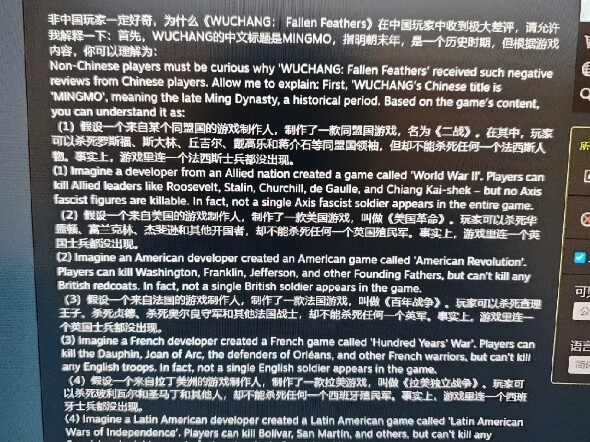 非中国玩家一定好奇，为什么《WUCHANG： Fallen Feathers》在中国玩家中收到极大差评，请允许
我解释一下：首先，WUCHANG的中文标题是MINGMO，指明朝末年，是一个历史时期，但根据游戏
内容，你可以理解为：
Non-Chinese players must be curious why 'WUCHANG: Fallen Feathers' received such negative
reviews from Chinese players. Allow me to explain: First, 'WUCHANG's Chinese title is
'MINGMO', meaning the late Ming Dynasty, a historical period. Based on the game's content,
you can understand it as:
（1）假设一个来自某个同盟国的游戏制作人，制作了一款同盟国游戏，名为《二战》。在其中，玩家
可以杀死罗斯福、斯大林、丘吉尔、戴高乐和蒋介石等同盟国领袖，但却不能杀死任何一个法西斯人
物。事实上，游戏里连一个法西斯士兵都没出现。
(1) Imagine a developer from an Allied nation created a game called 'World War II'. Players can
kill Allied leaders like Roosevelt, Stalin, Churchill, de Gaulle, and Chiang Kai-shek – but no Axis
fascist figures are killable. In fact, not a single Axis fascist soldier appears in the entire game.
（2）假设一个来自美国的游戏制作人，制作了一款美国游戏，叫做《美国革命》。玩家可以杀死华
盛顿、富兰克林、杰斐逊和其他开国者，却不能杀死任何一个英国殖民军。事实上，游戏里连一个英
国士兵都没出现。
(2) Imagine an American developer created an American game called 'American Revolution'.
Players can kill Washington, Franklin, Jefferson, and other Founding Fathers, but can't kill any
British redcoats. In fact, not a single British soldier appears in the game.
（3）假设一个来自法国的游戏制作人，制作了一款法国游戏，叫做《百年战争》。玩家可以杀死查理
王子、杀死贞德、杀死奥尔良守军和其他法国战士，却不能杀死任何一个英军。事实上，游戏里连一
个英国士兵都没出现。
(3) Imagine a French developer created a French game called 'Hundred Years' War'. Players can
kill the Dauphin, Joan of Arc, the defenders of Orléans, and other French warriors, but can't kill
any English troops. In fact, not a single English soldier appears in the game.
（4）假设一个来自拉丁美洲的游戏制作人，制作了一款拉美游戏，叫做《拉美独立战争》。玩家可
以杀死玻利瓦尔和圣马丁和其他人，却不能杀死任何一个西班牙殖民军。事实上，游戏里连一个西班
牙士兵都没出现。
(4) Imagine a Latin American developer created a Latin American game called 'Latin American
Wars of Independence'. Players can kill Bolívar, San Martín, and others, but can't kill any
所
可见
公
语言
简体